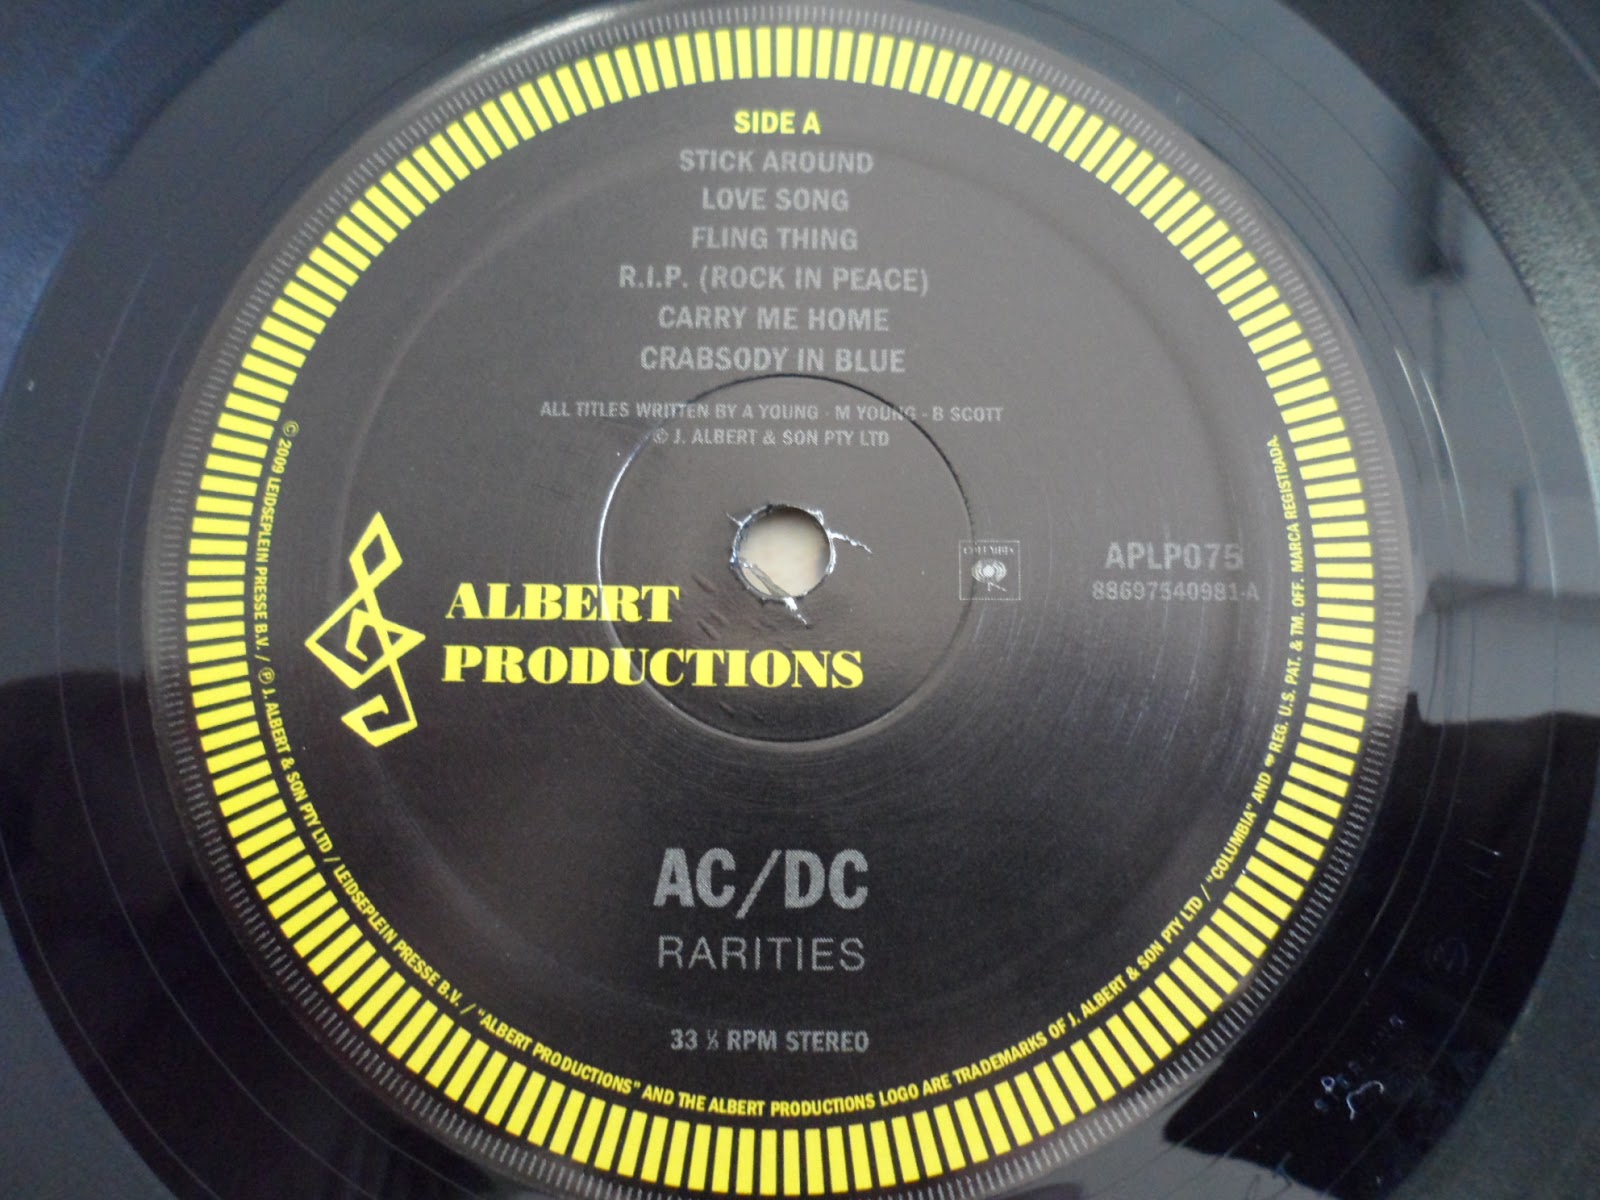 SIDE A
STICK AROUND
LOVE SONG
FLING THING
R.I.P. (ROCK IN PEACE)
CARRY ME HOME
CRABSODY IN BLUE
ALL TITLES WRITTEN BY A YOUNG - M YOUNG - B SCOTT
© J. ALBERT & SON PTY LTD
ALBERT
PRODUCTIONS
COLUMBIA
APLP075
88697540981-A
AC/DC
RARITIES
33 ⅓ RPM STEREO
© 2009 LEIDSEPLEIN PRESSE B.V. / ℗ J. ALBERT & SON PTY LTD / LEIDSEPLEIN PRESSE B.V. / "ALBERT PRODUCTIONS" AND THE ALBERT PRODUCTIONS LOGO ARE TRADEMARKS OF J. ALBERT & SON PTY LTD / "COLUMBIA" AND REG. U.S. PAT. & TM. OFF. MARCA REGISTRADA.